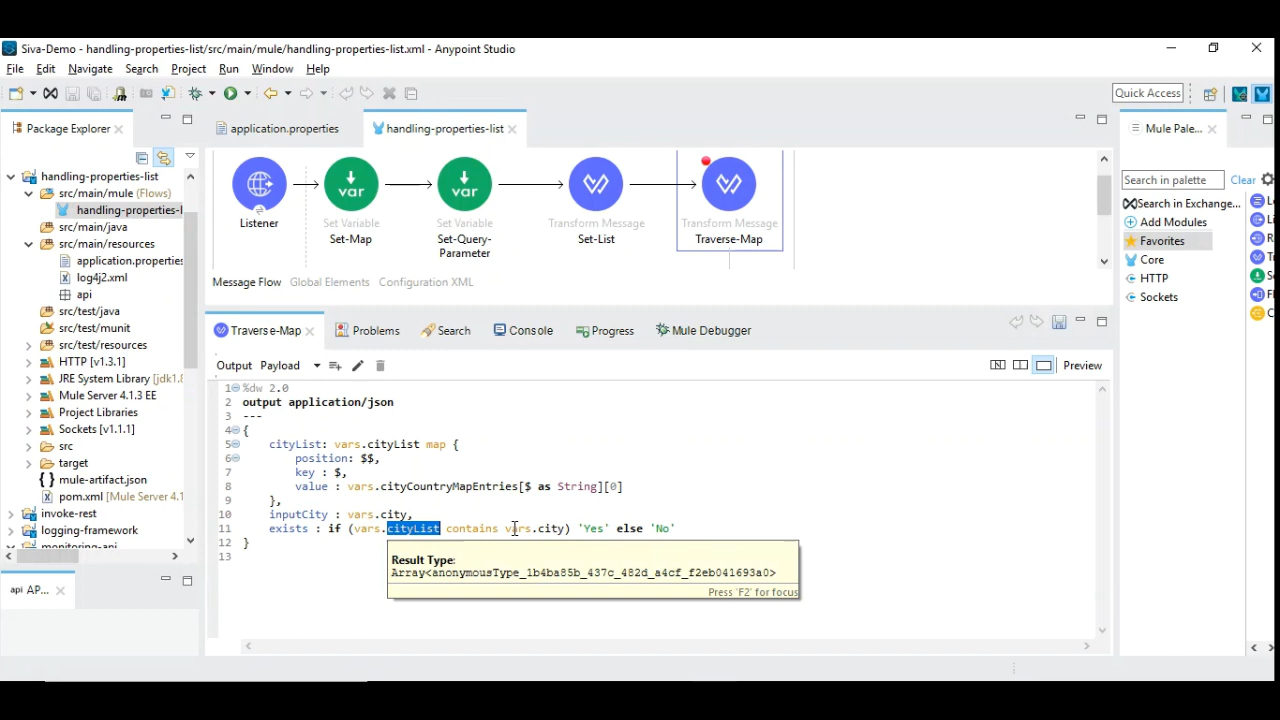 Siva-Demo - handling-properties-list/src/main/mule/handling-properties-list.xml - Anypoint Studio
File Edit Navigate Search Project Run Window Help
Quick Access
Package Explorer
application.properties
handling-properties-list
Mule Pale...
handling-properties-list
src/main/mule (Flows)
handling-properties-l
src/main/java
src/main/resources
application.properties
log4j2.xml
api
src/test/java
src/test/munit
src/test/resources
HTTP [v1.3.1]
JRE System Library [jdk1.8
Mule Server 4.1.3 EE
Project Libraries
Sockets [v1.1.1]
src
target
mule-artifact.json
pom.xml [Mule Server 4.1
invoke-rest
logging-framework
monitoring-api
api AP...
var
var
Listener
Set Variable
Set-Map
Set Variable
Set-Query-
Parameter
Transform Message
Set-List
Transform Message
Traverse-Map
Message Flow Global Elements Configuration XML
Search in palette
Clear
Search in Exchange...
Add Modules
Favorites
Core
HTTP
Sockets
Traverse-Map
Problems
Search
Console
Progress
Mule Debugger
Output Payload
Preview
1 %dw 2.0
2 output application/json
3 ---
4 {
5 cityList: vars.cityList map {
6 position: $$,
7 key : $,
8 value : vars.cityCountryMapEntries[$ as String][0]
9 },
10 inputCity : vars.city,
11 exists : if (vars.cityList contains vars.city) 'Yes' else 'No'
12 }
13
Result Type:
Array<anonymousType_1b4ba85b_437c_482d_a4cf_f2eb041693a0>
Press 'F2' for focus